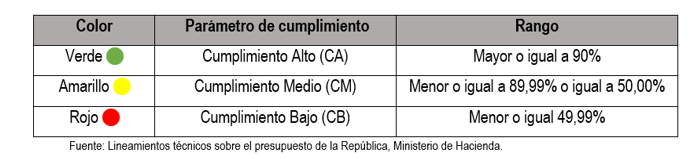 Color Parámetro de cumplimiento Rango
Verde Cumplimiento Alto (CA) Mayor o igual a 90%
Amarillo Cumplimiento Medio (CM) Menor o igual a 89,99% o igual a 50,00%
Rojo Cumplimiento Bajo (CB) Menor o igual 49,99%
Fuente: Lineamientos técnicos sobre el presupuesto de la República, Ministerio de Hacienda.